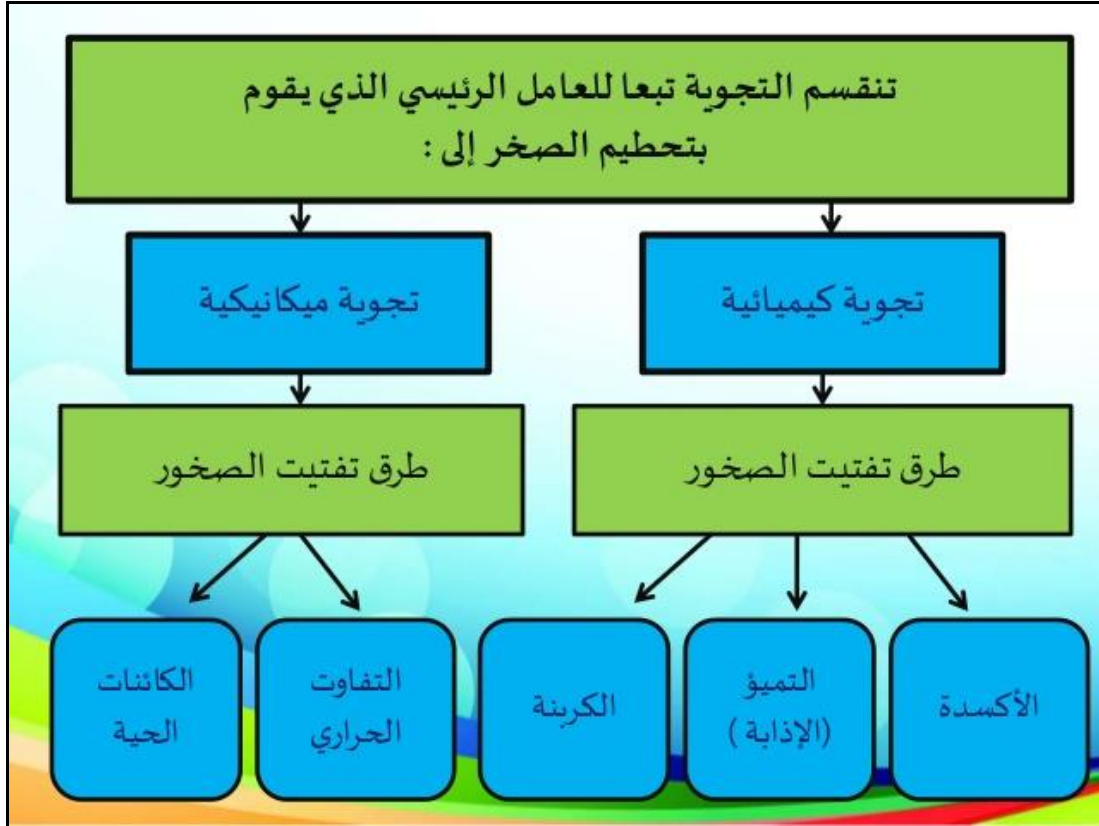 تنقسم التجوية تبعا للعامل الرئيسي الذي يقوم
بتحطيم الصخر إلى :
تجوية كيميائية
تجوية ميكانيكية
طرق تفتيت الصخور
طرق تفتيت الصخور
الأكسدة
التميؤ
(الإذابة )
الكربنة
التفاوت
الحراري
الكائنات
الحية